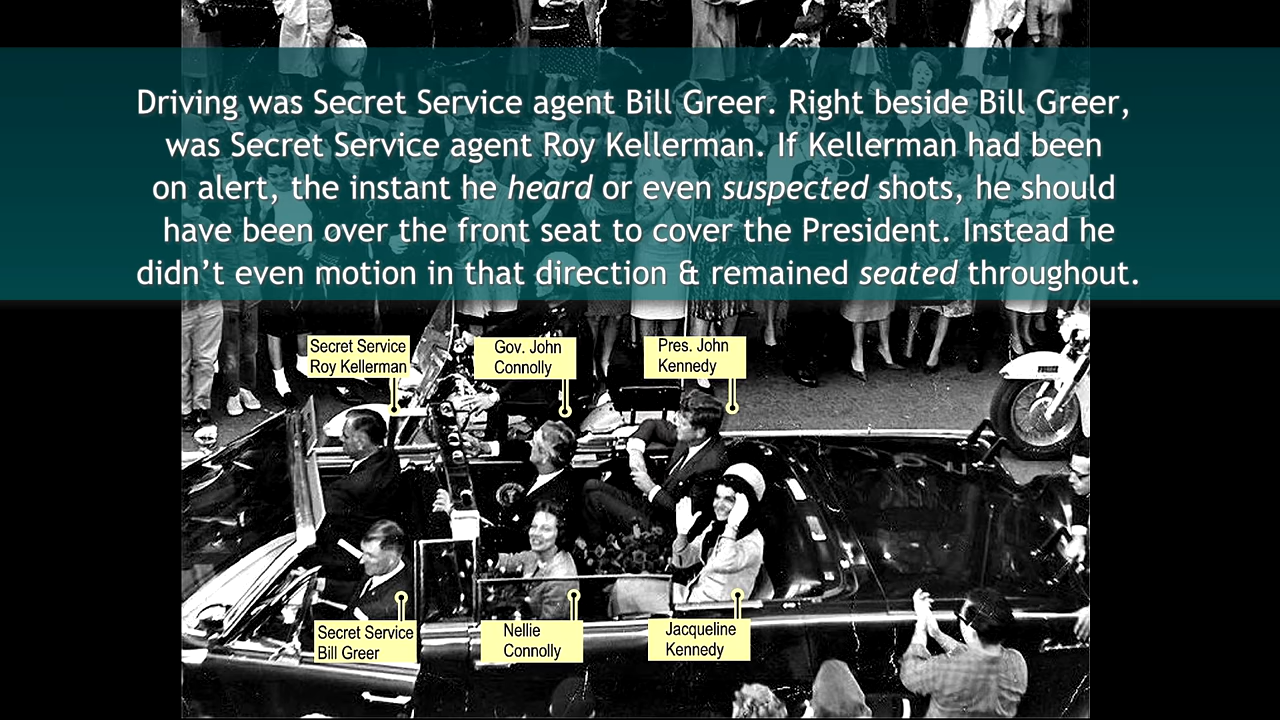 Driving was Secret Service agent Bill Greer. Right beside Bill Greer,
was Secret Service agent Roy Kellerman. If Kellerman had been
on alert, the instant he heard or even suspected shots, he should
have been over the front seat to cover the President. Instead he
didn’t even motion in that direction & remained seated throughout.
Secret Service
Roy Kellerman
Gov. John
Connolly
Pres. John
Kennedy
Secret Service
Bill Greer
Nellie
Connolly
Jacqueline
Kennedy